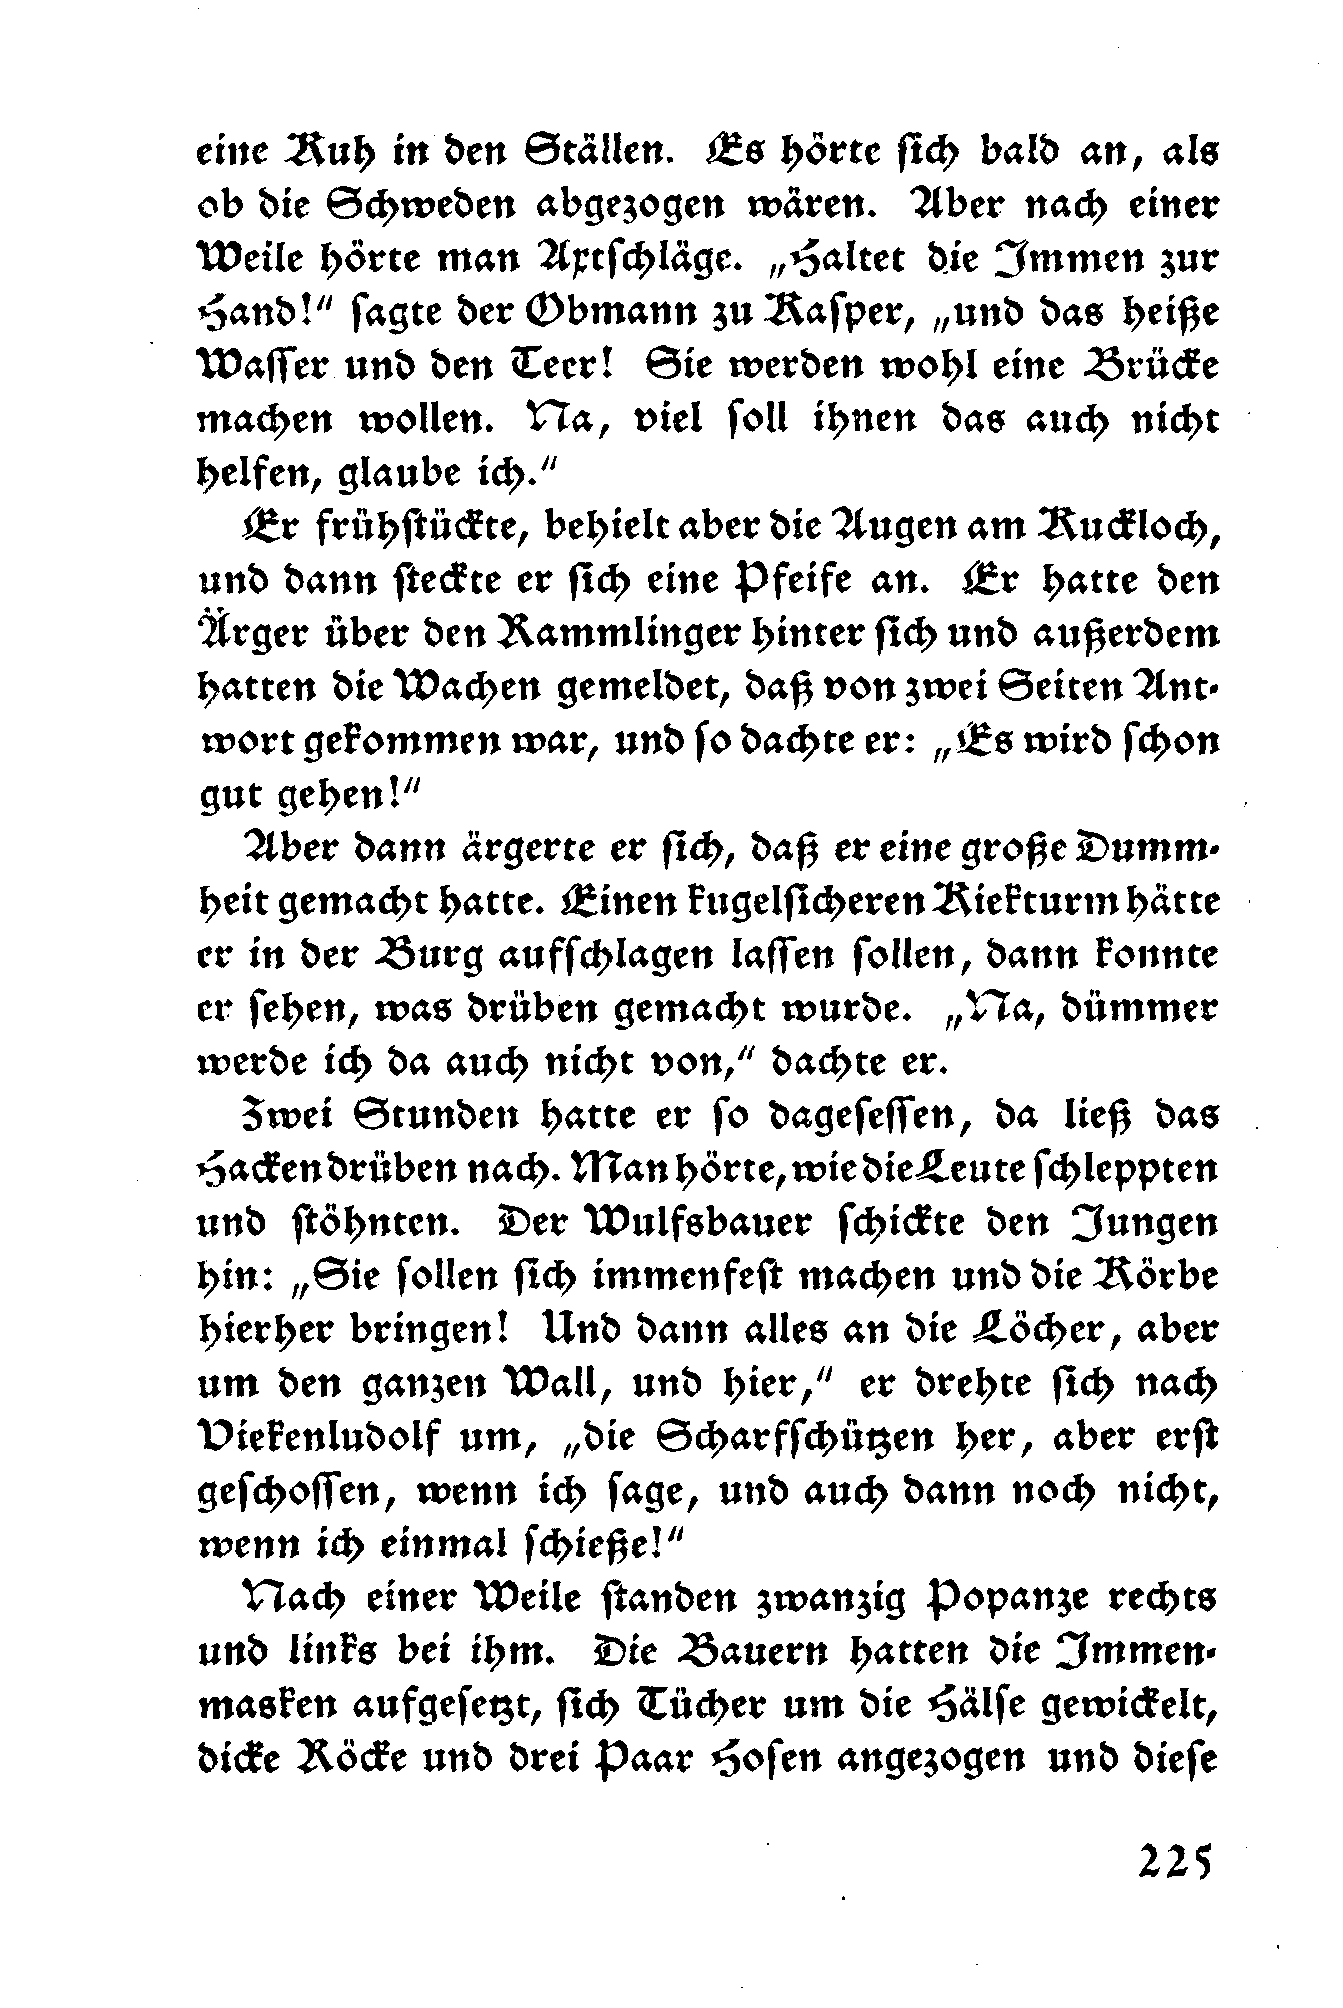 eine Kuh in den Ställen. Es hörte sich bald an, als
ob die Schweden abgezogen wären. Aber nach einer
Weile hörte man Axtschläge. „Haltet die Immen zur
Hand!“ sagte der Obmann zu Kasper, „und das heiße
Wasser und den Teer! Sie werden wohl eine Brücke
machen wollen. Na, viel soll ihnen das auch nicht
helfen, glaube ich.“
Er frühstückte, behielt aber die Augen am Kuckloch,
und dann steckte er sich eine Pfeife an. Er hatte den
Ärger über den Rammlinger hinter sich und außerdem
hatten die Wachen gemeldet, daß von zwei Seiten Ant-
wort gekommen war, und so dachte er: „Es wird schon
gut gehen!“
Aber dann ärgerte er sich, daß er eine große Dumm-
heit gemacht hatte. Einen kugelsicheren Kiekturm hätte
er in der Burg aufschlagen lassen sollen, dann konnte
er sehen, was drüben gemacht wurde. „Na, dümmer
werde ich da auch nicht von,“ dachte er.
Zwei Stunden hatte er so dagesessen, da ließ das
Hacken drüben nach. Man hörte, wie die Leute schleppten
und stöhnten. Der Wulfsbauer schickte den Jungen
hin: „Sie sollen sich immenfest machen und die Körbe
hierher bringen! Und dann alles an die Löcher, aber
um den ganzen Wall, und hier,“ er drehte sich nach
Viekenludolf um, „die Scharfschützen her, aber erst
geschossen, wenn ich sage, und auch dann noch nicht,
wenn ich einmal schieße!“
Nach einer Weile standen zwanzig Popanze rechts
und links bei ihm. Die Bauern hatten die Immen-
masken aufgesetzt, sich Tücher um die Hälse gewickelt,
dicke Röcke und drei Paar Hosen angezogen und diese
225